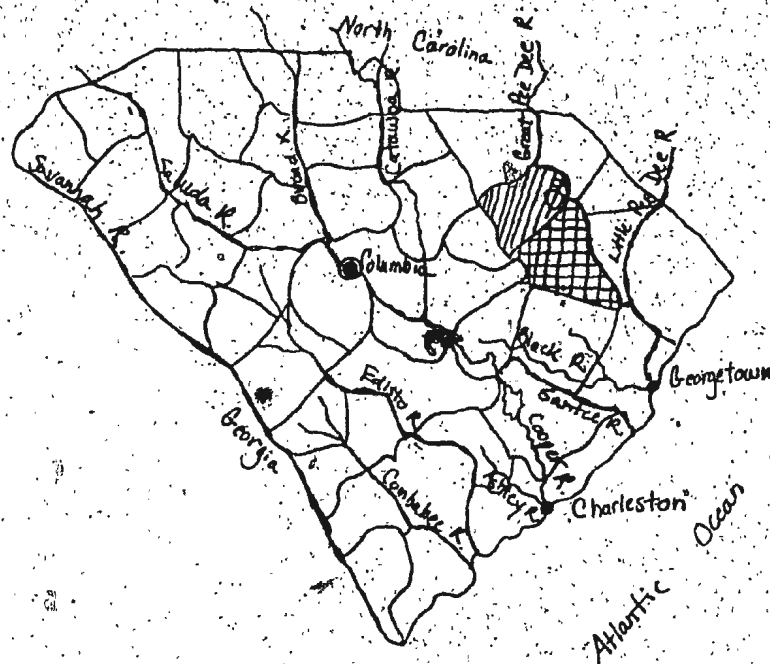 North
Carolina
Great Pee Dee R.
Catawba R.
Broad R.
Little Pee Dee R.
Savannah R.
Saluda R.
Columbia
Black R.
Georgetown
Santee R.
Edisto R.
Cooper R.
Georgia
Combahee R.
Ashley R.
Charleston
Atlantic
Ocean